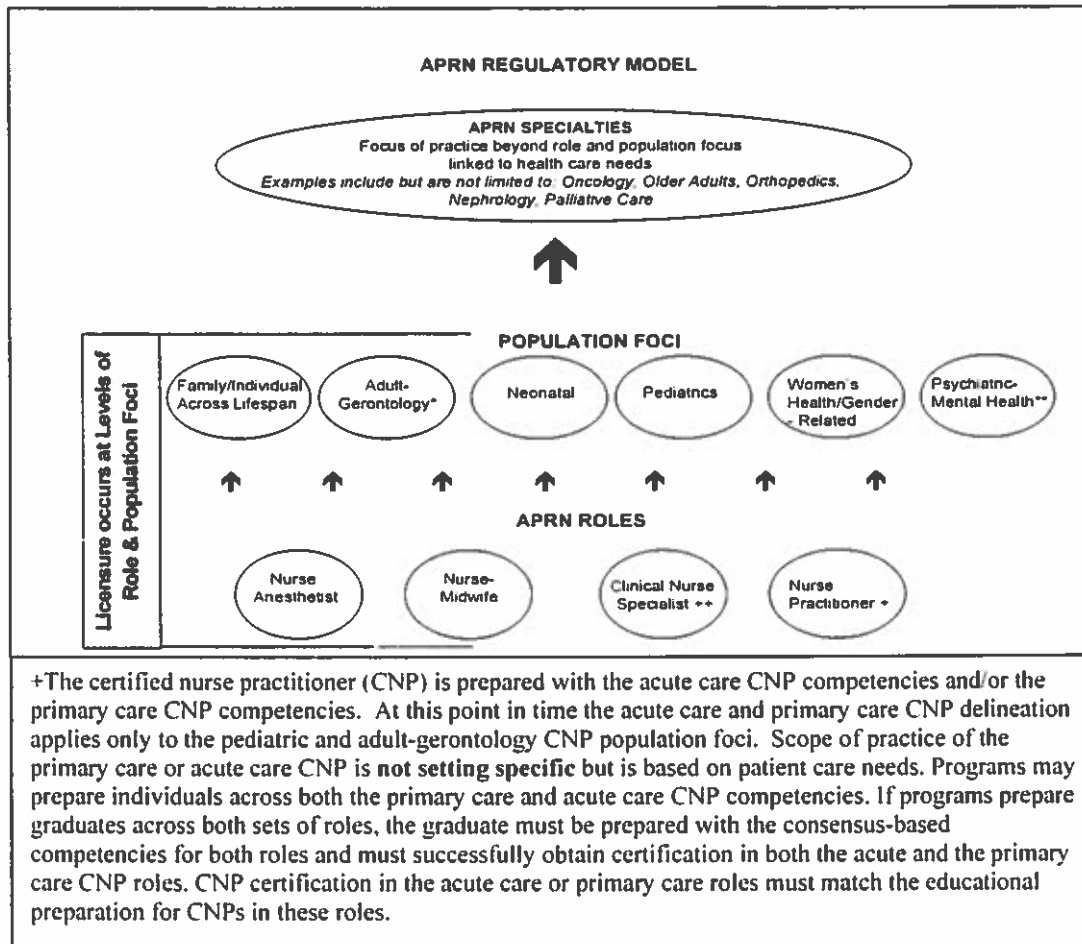 APRN REGULATORY MODEL
APRN SPECIALTIES
Focus of practice beyond role and population focus
linked to health care needs
Examples include but are not limited to: Oncology, Older Adults, Orthopedics,
Nephrology, Palliative Care
Licensure occurs at Levels of
Role & Population Foci
POPULATION FOCI
Family/Individual
Across Lifespan
Adult-
Gerontology*
Neonatal
Pediatrics
Women's
Health/Gender
- Related
Psychiatric-
Mental Health**
APRN ROLES
Nurse
Anesthetist
Nurse-
Midwife
Clinical Nurse
Specialist ++
Nurse
Practitioner +
+The certified nurse practitioner (CNP) is prepared with the acute care CNP competencies and/or the
primary care CNP competencies. At this point in time the acute care and primary care CNP delineation
applies only to the pediatric and adult-gerontology CNP population foci. Scope of practice of the
primary care or acute care CNP is not setting specific but is based on patient care needs. Programs may
prepare individuals across both the primary care and acute care CNP competencies. If programs prepare
graduates across both sets of roles, the graduate must be prepared with the consensus-based
competencies for both roles and must successfully obtain certification in both the acute and the primary
care CNP roles. CNP certification in the acute care or primary care roles must match the educational
preparation for CNPs in these roles.